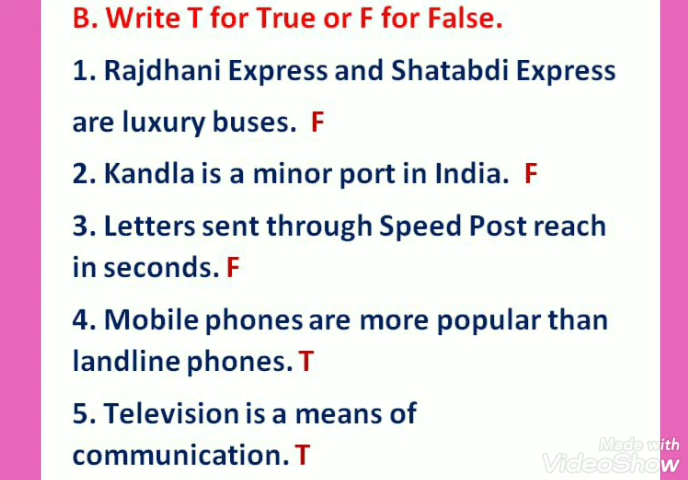 B. Write T for True or F for False.
1. Rajdhani Express and Shatabdi Express
are luxury buses. F
2. Kandla is a minor port in India. F
3. Letters sent through Speed Post reach
in seconds. F
4. Mobile phones are more popular than
landline phones. T
5. Television is a means of
communication. T
Made with
VideoShow